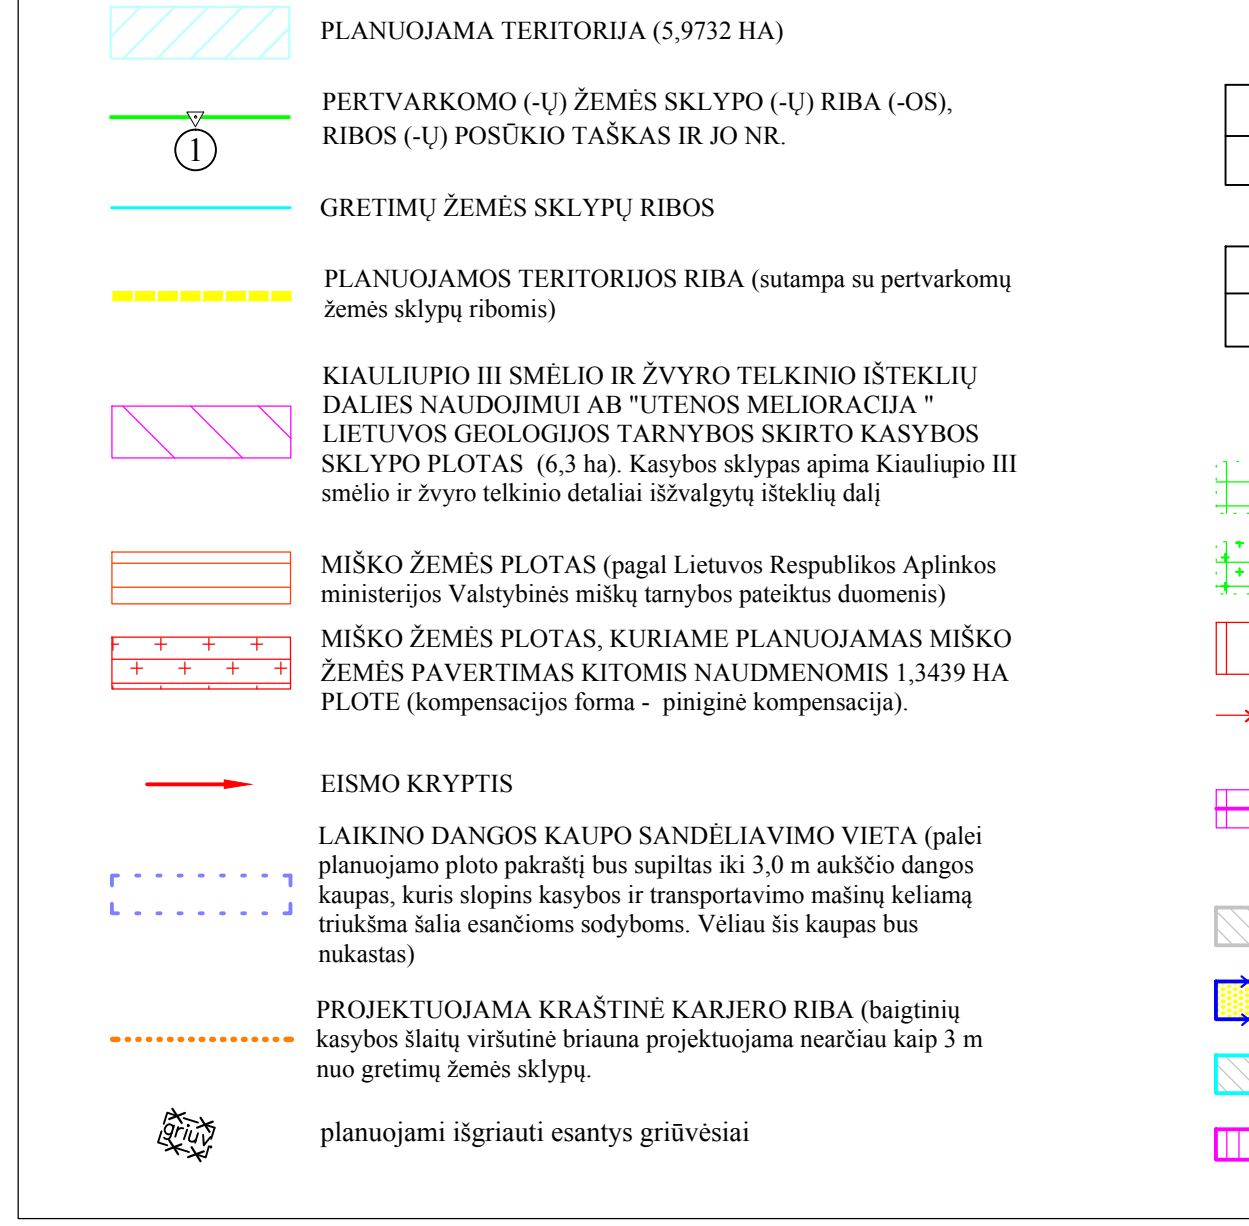 PLANUOJAMA TERITORIJA (5,9732 HA)
PERTVARKOMO (-Ų) ŽEMĖS SKLYPO (-Ų) RIBA (-OS),
RIBOS (-Ų) POSŪKIO TAŠKAS IR JO NR.
1
GRETIMŲ ŽEMĖS SKLYPŲ RIBOS
PLANUOJAMOS TERITORIJOS RIBA (sutampa su pertvarkomų
žemės sklypų ribomis)
KIAULIUPIO III SMĖLIO IR ŽVYRO TELKINIO IŠTEKLIŲ
DALIES NAUDOJIMUI AB "UTENOS MELIORACIJA "
LIETUVOS GEOLOGIJOS TARNYBOS SKIRTO KASYBOS
SKLYPO PLOTAS (6,3 ha). Kasybos sklypas apima Kiauliupio III
smėlio ir žvyro telkinio detaliai išžvalgytų išteklių dalį
MIŠKO ŽEMĖS PLOTAS (pagal Lietuvos Respublikos Aplinkos
ministerijos Valstybinės miškų tarnybos pateiktus duomenis)
MIŠKO ŽEMĖS PLOTAS, KURIAME PLANUOJAMAS MIŠKO
ŽEMĖS PAVERTIMAS KITOMIS NAUDMENOMIS 1,3439 HA
PLOTE (kompensacijos forma - piniginė kompensacija).
EISMO KRYPTIS
LAIKINO DANGOS KAUPO SANDĖLIAVIMO VIETA (palei
planuojamo ploto pakraštį bus supiltas iki 3,0 m aukščio dangos
kaupas, kuris slopins kasybos ir transportavimo mašinų keliamą
triukšma šalia esančioms sodyboms. Vėliau šis kaupas bus
nukastas)
PROJEKTUOJAMA KRAŠTINĖ KARJERO RIBA (baigtinių
kasybos šlaitų viršutinė briauna projektuojama nearčiau kaip 3 m
nuo gretimų žemės sklypų.
griuv
planuojami išgriauti esantys griūvėsiai